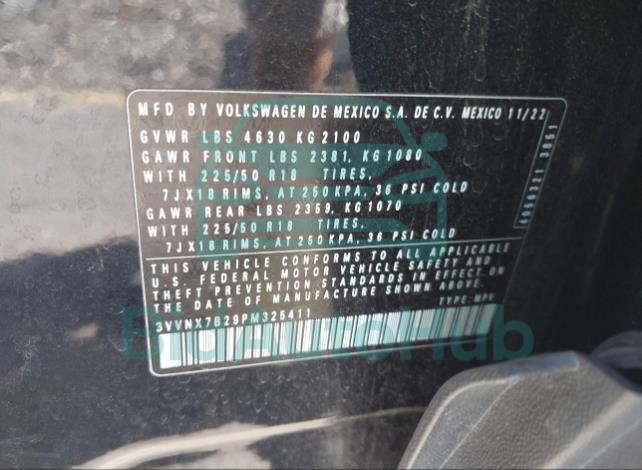 MFD BY VOLKSWAGEN DE MEXICO S.A. DE C.V. MEXICO 11/22
GVWR LBS 4630 KG 2100
GAWR FRONT LBS 2381, KG 1080
WITH 225/50 R18 TIRES,
7JX18 RIMS, AT 250 KPA, 36 PSI COLD
GAWR REAR LBS 2359, KG 1070
WITH 225/50 R18 TIRES,
7JX18 RIMS, AT 250 KPA, 36 PSI COLD
THIS VEHICLE CONFORMS TO ALL APPLICABLE
U.S. FEDERAL MOTOR VEHICLE SAFETY AND
THEFT PREVENTION STANDARDS IN EFFECT ON
THE DATE OF MANUFACTURE SHOWN ABOVE.
TYPE: MPV
3VVNX7B29PM325411
BidAutoHub